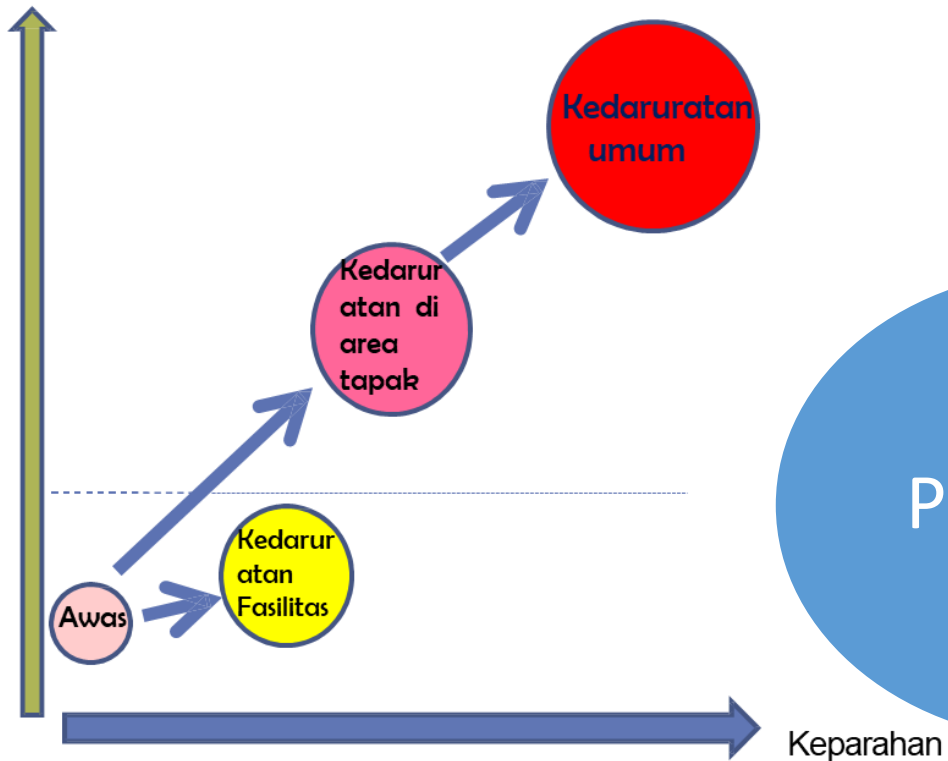 Kedaruratan
umum
Kedarur
atan di
area
tapak
Kedarur
atan
Fasilitas
Awas
P
Keparahan